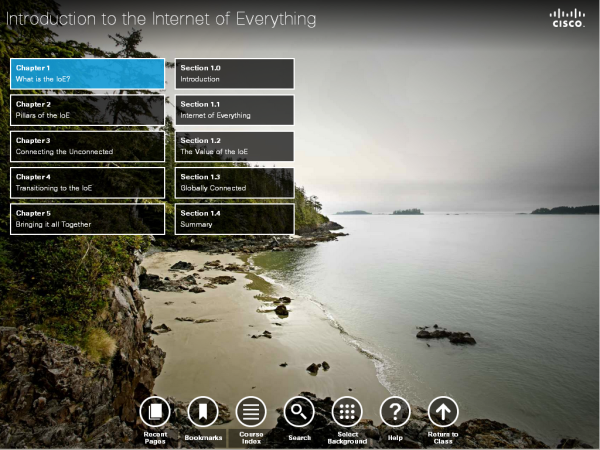 Introduction to the Internet of Everything
CISCO.
Chapter 1
What is the IoE?
Section 1.0
Introduction
Chapter 2
Pillars of the IoE
Section 1.1
Internet of Everything
Chapter 3
Connecting the Unconnected
Section 1.2
The Value of the IoE
Chapter 4
Transitioning to the IoE
Section 1.3
Globally Connected
Chapter 5
Bringing it all Together
Section 1.4
Summary
Recent
Pages
Bookmarks
Course
Index
Search
Select
Background
Help
Return to
Class